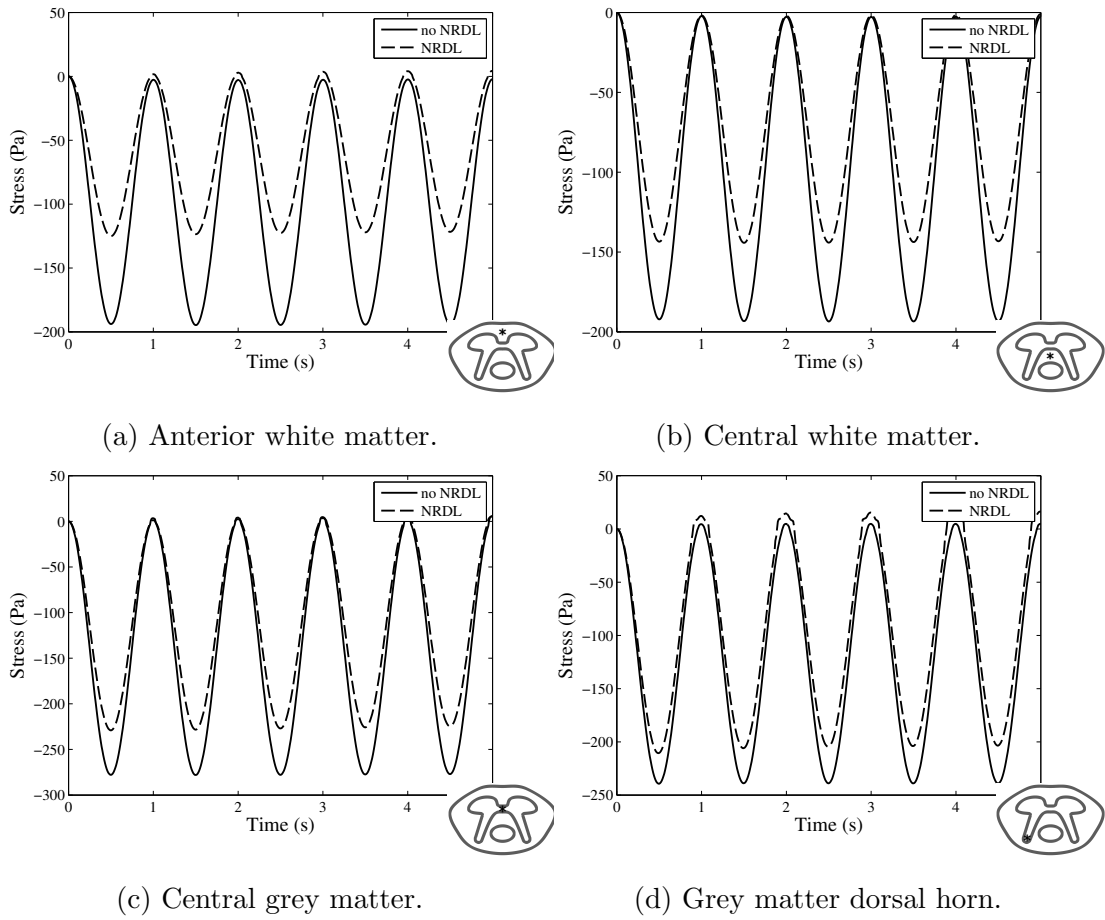 50
0
−50
−100
−150
−200
Stress (Pa)
0 1 2 3 4
Time (s)
no NRDL
NRDL
*
(a) Anterior white matter.
0
−50
−100
−150
−200
Stress (Pa)
0 1 2 3 4
Time (s)
no NRDL
NRDL
*
(b) Central white matter.
50
0
−50
−100
−150
−200
−250
−300
Stress (Pa)
0 1 2 3 4
Time (s)
no NRDL
NRDL
*
(c) Central grey matter.
50
0
−50
−100
−150
−200
−250
Stress (Pa)
0 1 2 3 4
Time (s)
no NRDL
NRDL
*
(d) Grey matter dorsal horn.